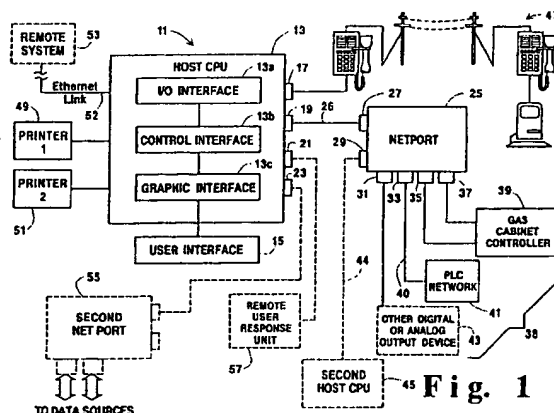 11
13
47
REMOTE
SYSTEM
53
HOST CPU
13a
17
I/O INTERFACE
Ethernet
Link
52
49
PRINTER
1
13b
19
CONTROL INTERFACE
26
27
25
NETPORT
21
29
13c
23
GRAPHIC INTERFACE
31
33
35
37
PRINTER
2
51
39
GAS
CABINET
CONTROLLER
USER INTERFACE
15
44
40
PLC
NETWORK
41
55
SECOND
NET PORT
REMOTE
USER
RESPONSE
UNIT
57
OTHER DIGITAL
OR ANALOG
OUTPUT DEVICE
43
38
SECOND
HOST CPU
45
TO DATA SOURCES
Fig. 1